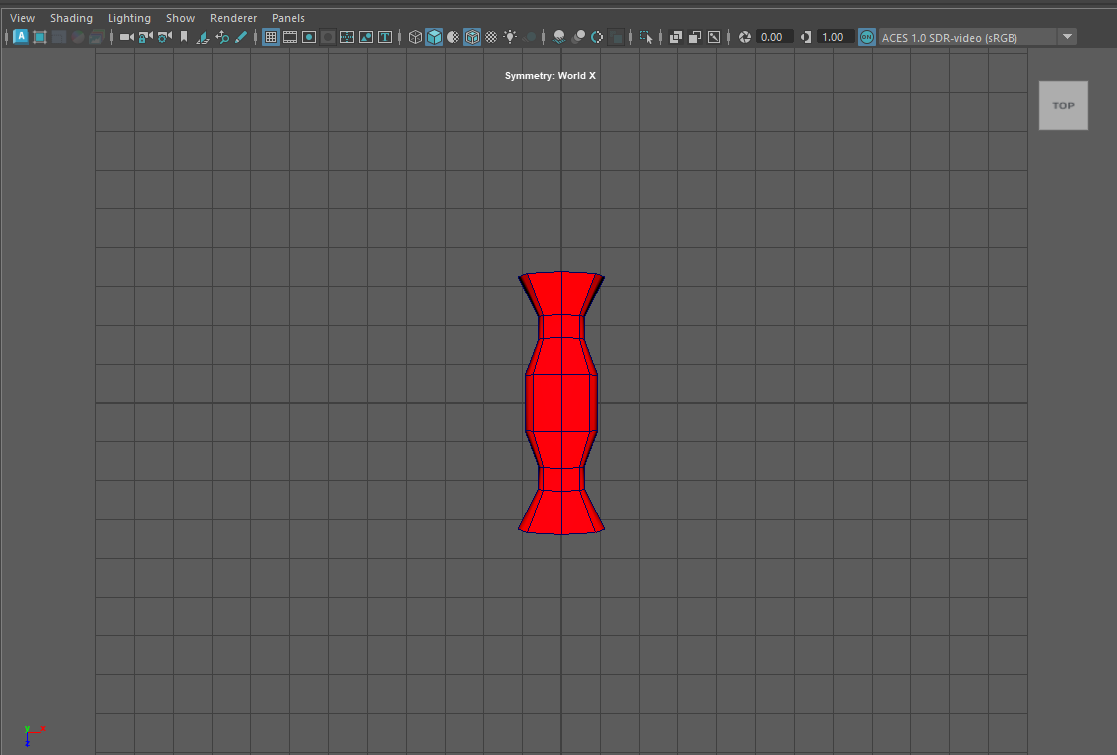 View Shading Lighting Show Renderer Panels
A T 0.00 1.00 ON ACES 1.0 SDR-video (sRGB)
Symmetry: World X
TOP
y x
z